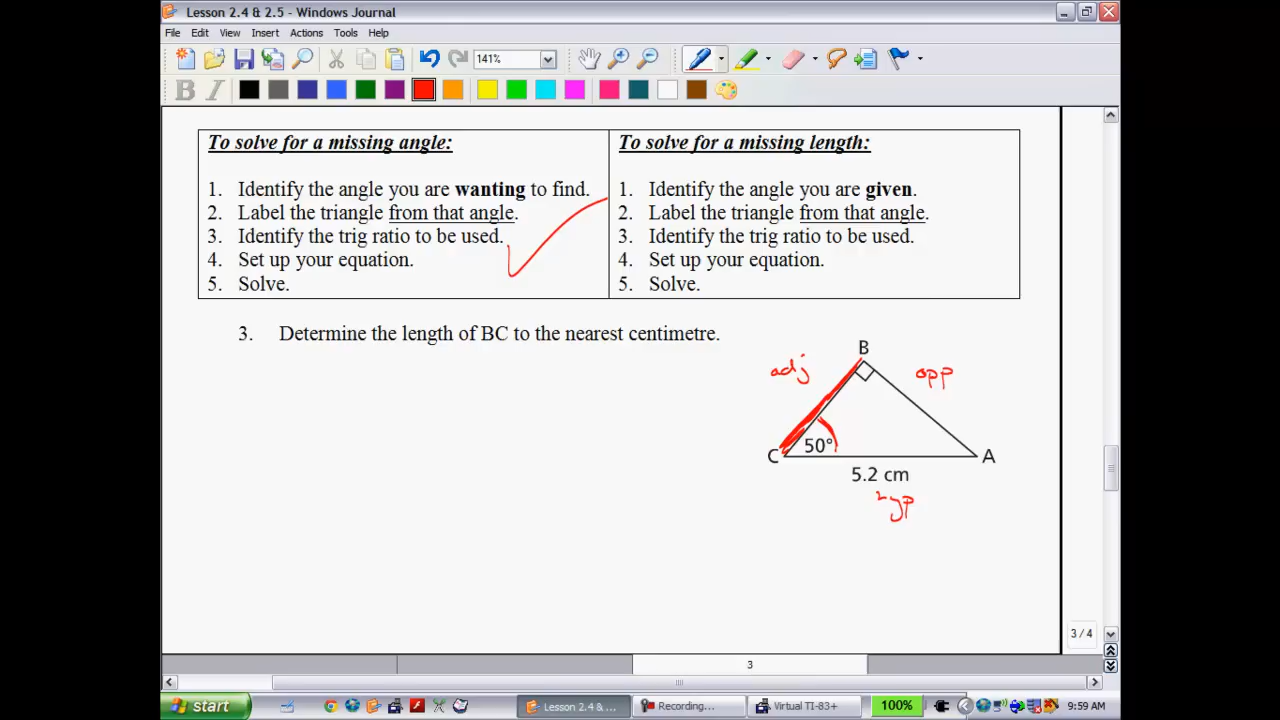 Lesson 2.4 & 2.5 - Windows Journal
File Edit View Insert Actions Tools Help
141%
B I
To solve for a missing angle:
1. Identify the angle you are wanting to find.
2. Label the triangle from that angle.
3. Identify the trig ratio to be used.
4. Set up your equation.
5. Solve.
To solve for a missing length:
1. Identify the angle you are given.
2. Label the triangle from that angle.
3. Identify the trig ratio to be used.
4. Set up your equation.
5. Solve.
3. Determine the length of BC to the nearest centimetre.
B
adj
opp
C
50°
A
5.2 cm
hyp
3 / 4
3
start
Lesson 2.4 & ...
Recording...
Virtual TI-83+
100%
9:59 AM